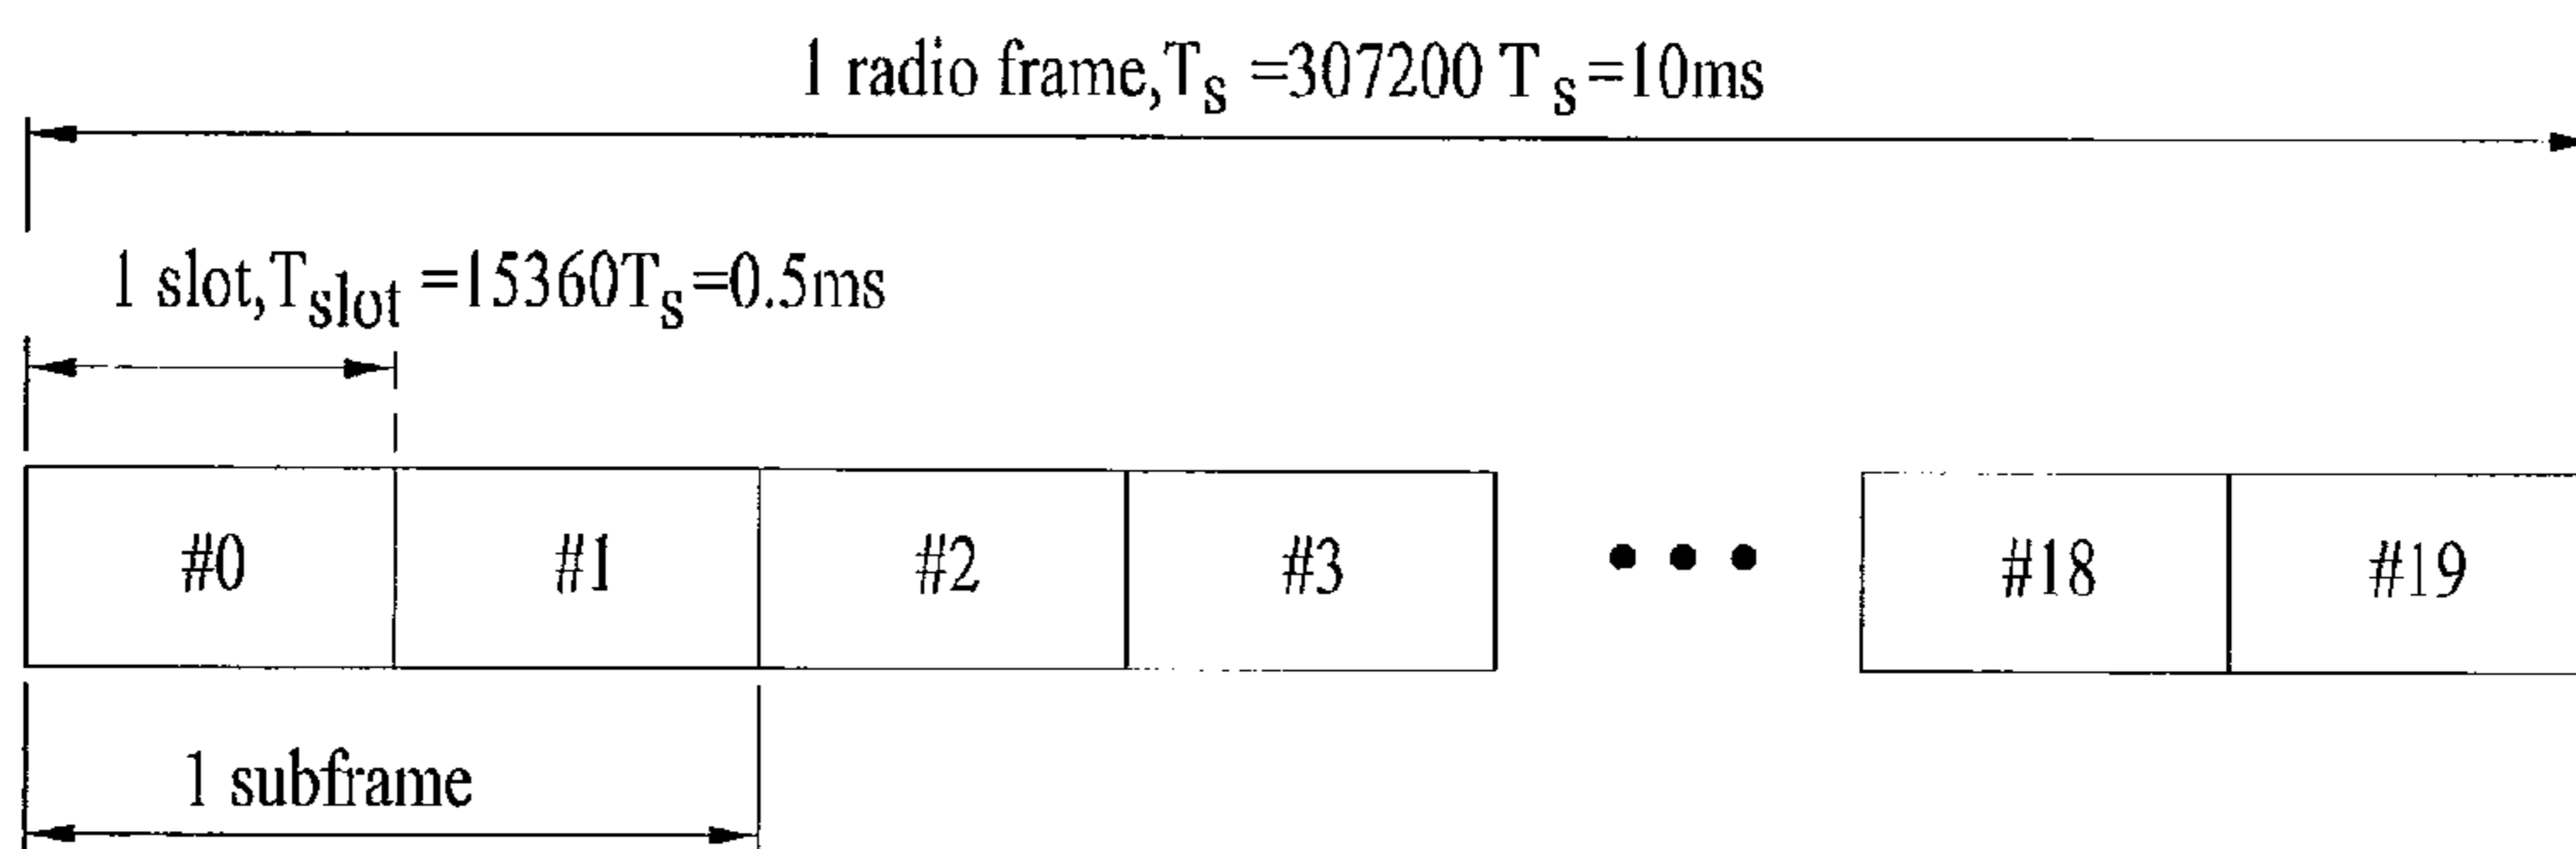 1 radio frame,Ts =307200 Ts=10ms
1 slot,Tslot =15360Ts=0.5ms
#0 #1 #2 #3 ••• #18 #19
1 subframe